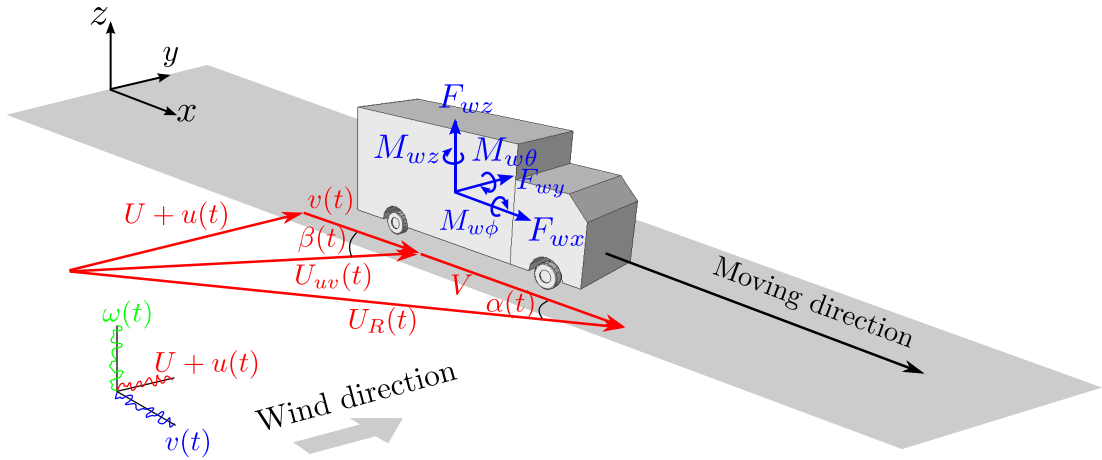 z
y
x
F_{wz}
M_{wz}
M_{wθ}
F_{wy}
M_{wϕ}
F_{wx}
U + u(t)
v(t)
β(t)
U_{uv}(t)
V
α(t)
U_R(t)
Moving direction
ω(t)
U + u(t)
v(t)
Wind direction